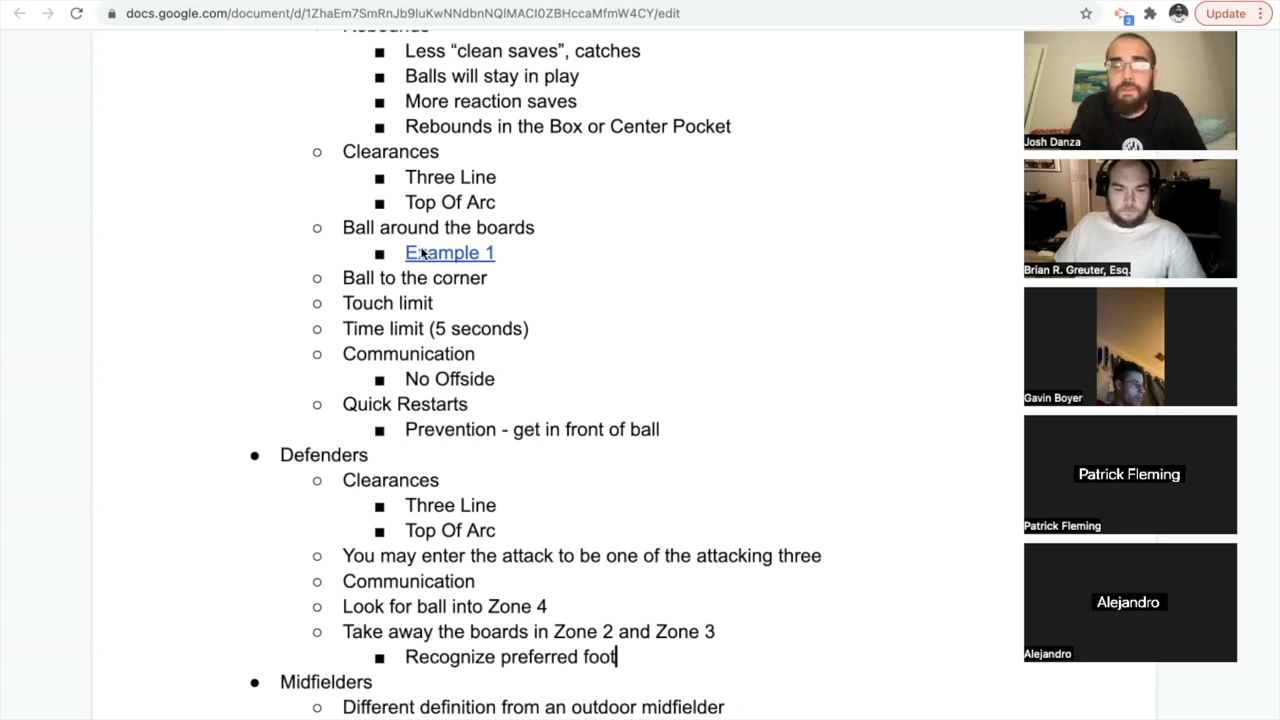 docs.google.com/document/d/1ZhaEm7SmRnJb9luKwNNdbnNQlMACI0ZBHccaMfmW4CY/edit
2
Update
Rebounds
■ Less “clean saves”, catches
■ Balls will stay in play
■ More reaction saves
■ Rebounds in the Box or Center Pocket
○ Clearances
■ Three Line
■ Top Of Arc
○ Ball around the boards
■ Example 1
○ Ball to the corner
○ Touch limit
○ Time limit (5 seconds)
○ Communication
■ No Offside
○ Quick Restarts
■ Prevention - get in front of ball
● Defenders
○ Clearances
■ Three Line
■ Top Of Arc
○ You may enter the attack to be one of the attacking three
○ Communication
○ Look for ball into Zone 4
○ Take away the boards in Zone 2 and Zone 3
■ Recognize preferred foot
● Midfielders
○ Different definition from an outdoor midfielder
Josh Danza
Brian R. Greuter, Esq.
Gavin Boyer
Patrick Fleming
Patrick Fleming
Alejandro
Alejandro